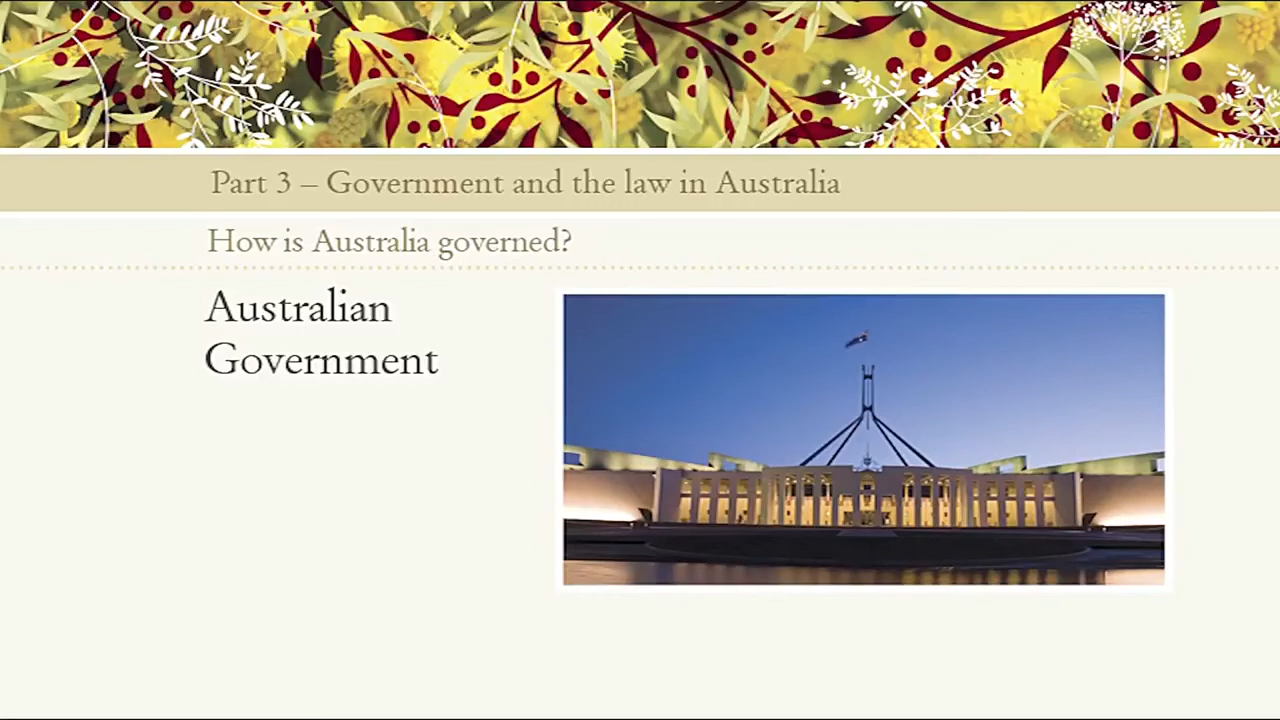 Part 3 – Government and the law in Australia
How is Australia governed?
Australian
Government